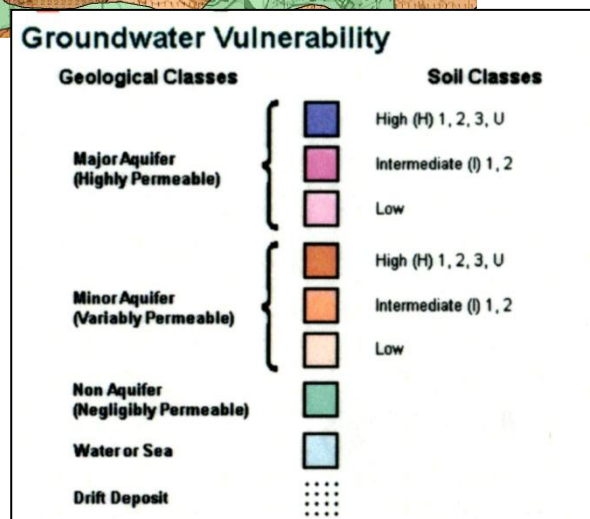 Groundwater Vulnerability
Geological Classes Soil Classes
High (H) 1, 2, 3, U
Major Aquifer
(Highly Permeable)
Intermediate (I) 1, 2
Low
High (H) 1, 2, 3, U
Minor Aquifer
(Variably Permeable)
Intermediate (I) 1, 2
Low
Non Aquifer
(Negligibly Permeable)
Water or Sea
Drift Deposit